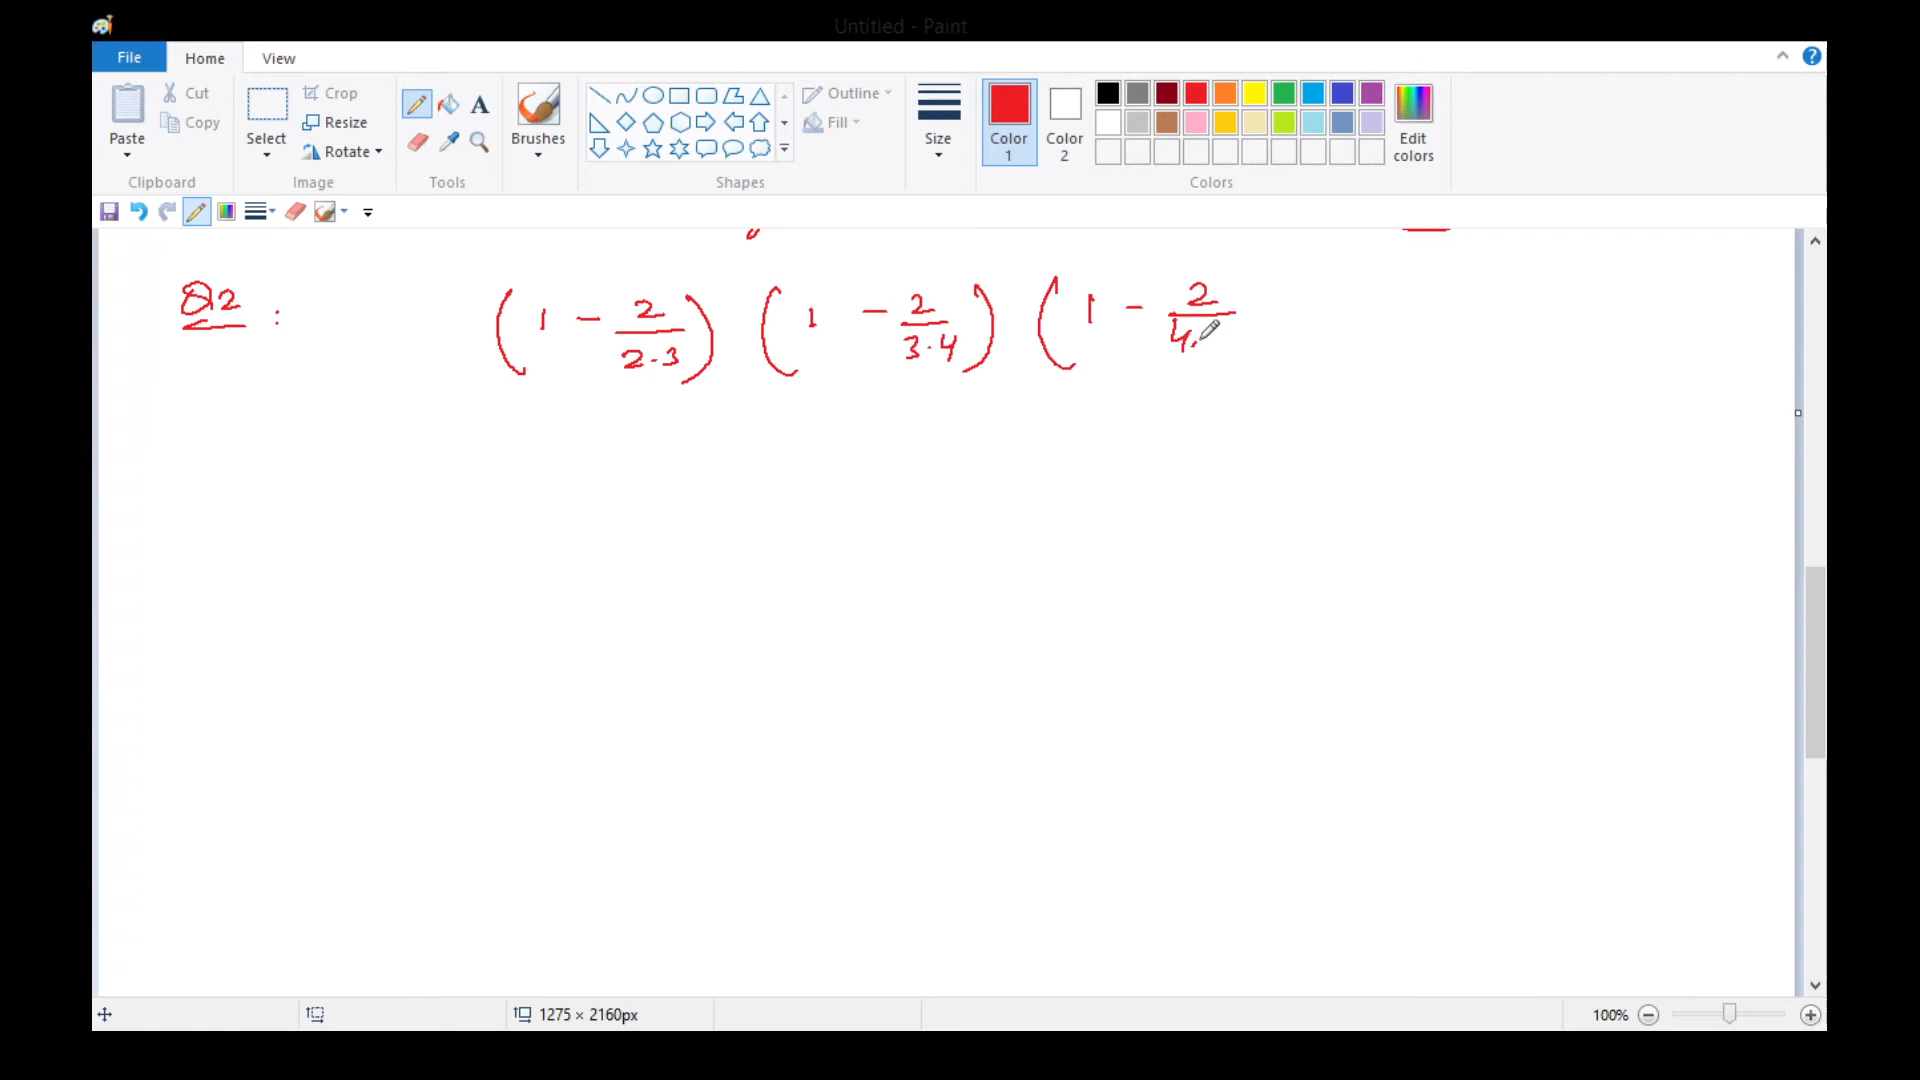 Untitled - Paint
File Home View
Cut Crop Outline
Paste Copy Select Resize A Brushes Fill Size Color 1 Color 2 Edit colors
Rotate
Clipboard Image Tools Shapes Colors
Q2 : (1 - 2/2·3) (1 - 2/3·4) (1 - 2/4.
1275 × 2160px 100%